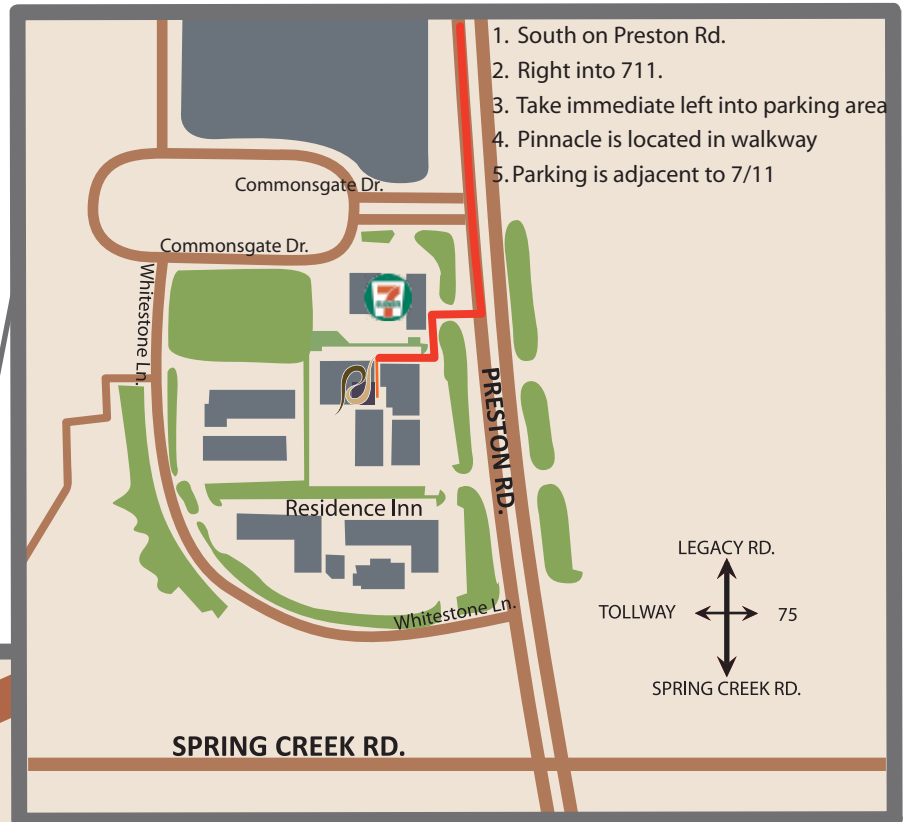 1. South on Preston Rd.
2. Right into 711.
3. Take immediate left into parking area
4. Pinnacle is located in walkway
5. Parking is adjacent to 7/11
Commonsgate Dr.
Commonsgate Dr.
Whitestone Ln.
7
PRESTON RD.
Residence Inn
Whitestone Ln.
LEGACY RD.
TOLLWAY
75
SPRING CREEK RD.
SPRING CREEK RD.